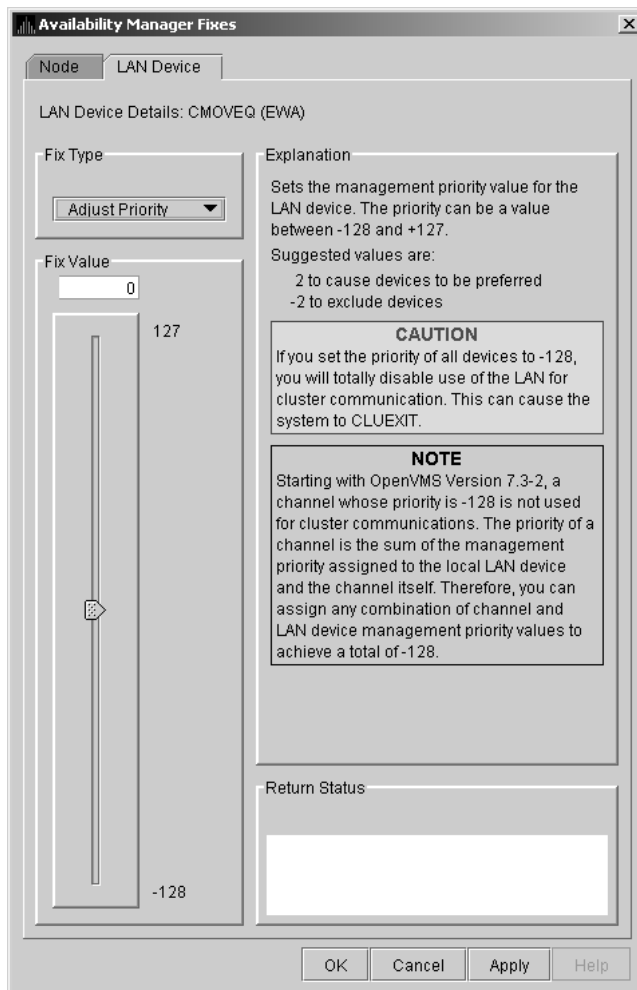 Availability Manager Fixes
Node
LAN Device
LAN Device Details: CMOVEQ (EWA)
Fix Type
Adjust Priority
Fix Value
0
127
-128
Explanation
Sets the management priority value for the
LAN device. The priority can be a value
between -128 and +127.
Suggested values are:
2 to cause devices to be preferred
-2 to exclude devices
CAUTION
If you set the priority of all devices to -128,
you will totally disable use of the LAN for
cluster communication. This can cause the
system to CLUEXIT.
NOTE
Starting with OpenVMS Version 7.3-2, a
channel whose priority is -128 is not used
for cluster communications. The priority of a
channel is the sum of the management
priority assigned to the local LAN device
and the channel itself. Therefore, you can
assign any combination of channel and
LAN device management priority values to
achieve a total of -128.
Return Status
OK
Cancel
Apply
Help